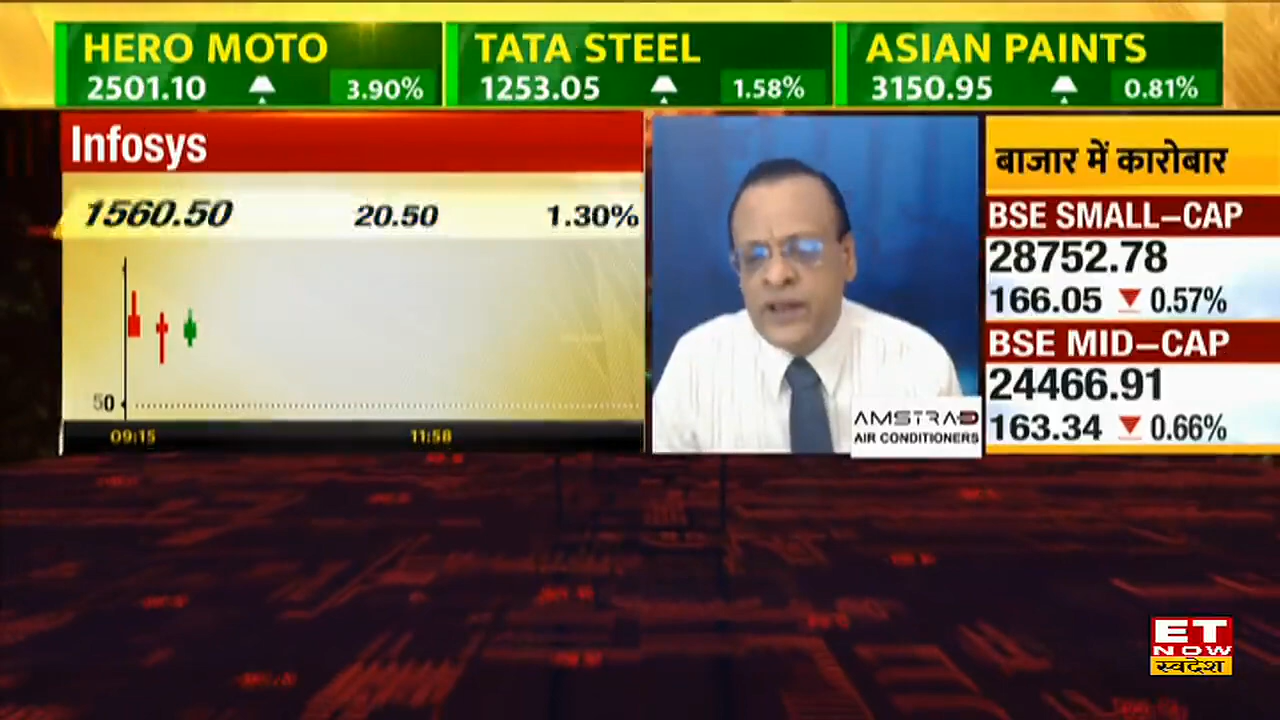 HERO MOTO
2501.10 3.90%
TATA STEEL
1253.05 1.58%
ASIAN PAINTS
3150.95 0.81%
Infosys
1560.50 20.50 1.30%
50
09:15 11:58
AMSTRAD
AIR CONDITIONERS
बाजार में कारोबार
BSE SMALL-CAP
28752.78
166.05 0.57%
BSE MID-CAP
24466.91
163.34 0.66%
ET
NOW
स्वदेश